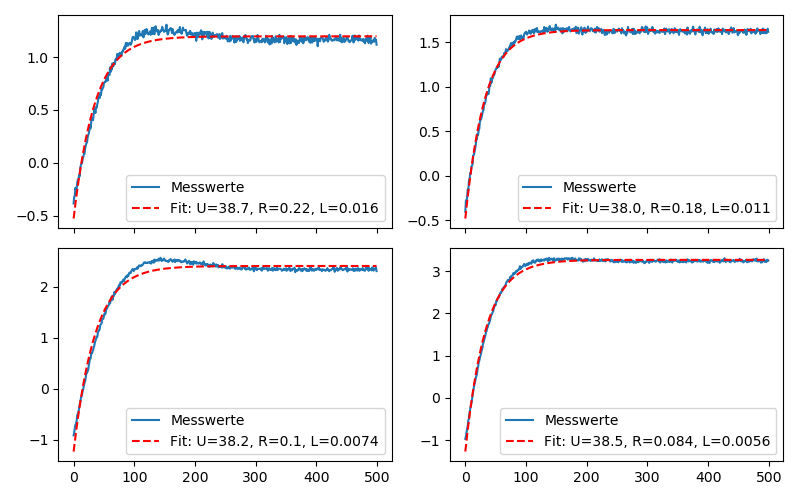 1.0
0.5
0.0
−0.5
Messwerte
Fit: U=38.7, R=0.22, L=0.016
1.5
1.0
0.5
0.0
−0.5
Messwerte
Fit: U=38.0, R=0.18, L=0.011
2
1
0
−1
Messwerte
Fit: U=38.2, R=0.1, L=0.0074
0 100 200 300 400 500
3
2
1
0
−1
Messwerte
Fit: U=38.5, R=0.084, L=0.0056
0 100 200 300 400 500